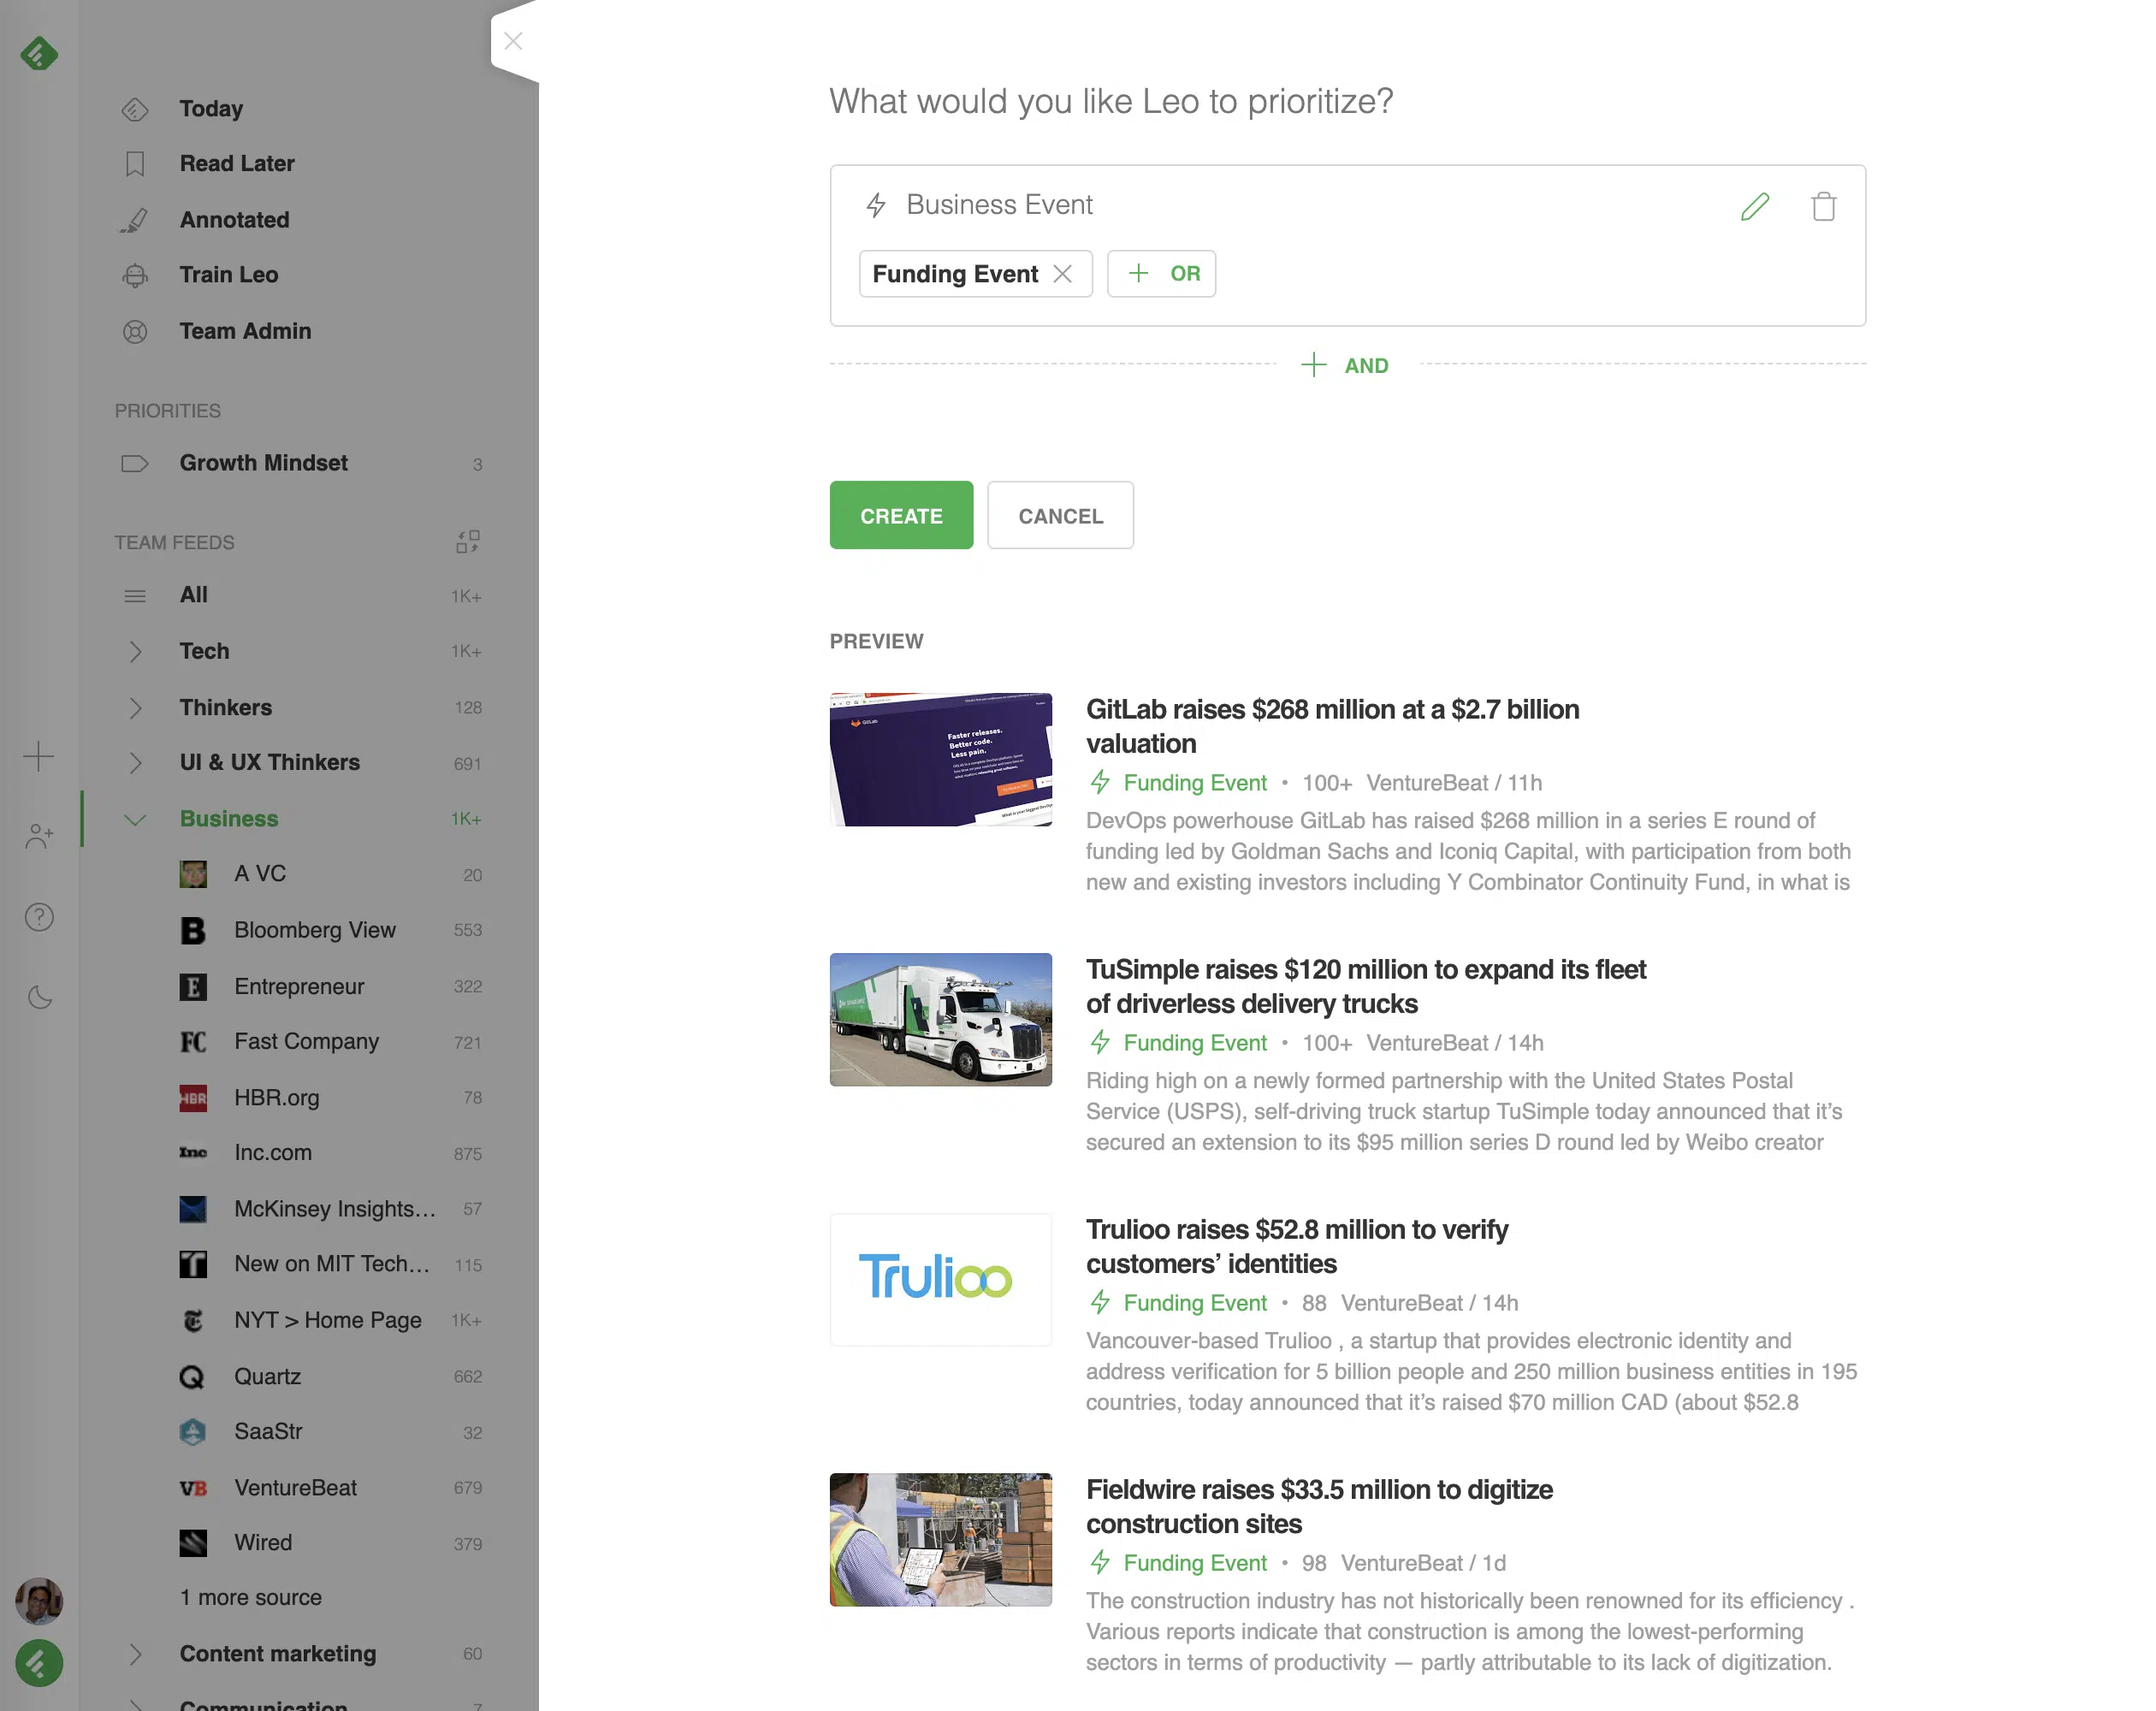 Today
Read Later
Annotated
Train Leo
Team Admin
PRIORITIES
Growth Mindset 3
TEAM FEEDS
All 1K+
Tech 1K+
Thinkers 128
UI & UX Thinkers 691
Business 1K+
A VC 20
B Bloomberg View 553
E Entrepreneur 322
FC Fast Company 721
HBR HBR.org 78
Inc Inc.com 875
McKinsey Insights… 57
New on MIT Tech… 115
NYT > Home Page 1K+
Quartz 662
SaaStr 32
VB VentureBeat 679
Wired 379
1 more source
Content marketing 60
Communication 7
What would you like Leo to prioritize?
Business Event
Funding Event
+ OR
+ AND
CREATE
CANCEL
PREVIEW
GitLab
Faster releases.
Better code.
Less pain.
GitLab raises $268 million at a $2.7 billion
valuation
Funding Event • 100+ VentureBeat / 11h
DevOps powerhouse GitLab has raised $268 million in a series E round of
funding led by Goldman Sachs and Iconiq Capital, with participation from both
new and existing investors including Y Combinator Continuity Fund, in what is
TuSimple raises $120 million to expand its fleet
of driverless delivery trucks
Funding Event • 100+ VentureBeat / 14h
Riding high on a newly formed partnership with the United States Postal
Service (USPS), self-driving truck startup TuSimple today announced that it’s
secured an extension to its $95 million series D round led by Weibo creator
Trulioo
Trulioo raises $52.8 million to verify
customers’ identities
Funding Event • 88 VentureBeat / 14h
Vancouver-based Trulioo , a startup that provides electronic identity and
address verification for 5 billion people and 250 million business entities in 195
countries, today announced that it’s raised $70 million CAD (about $52.8
Fieldwire raises $33.5 million to digitize
construction sites
Funding Event • 98 VentureBeat / 1d
The construction industry has not historically been renowned for its efficiency .
Various reports indicate that construction is among the lowest-performing
sectors in terms of productivity — partly attributable to its lack of digitization.